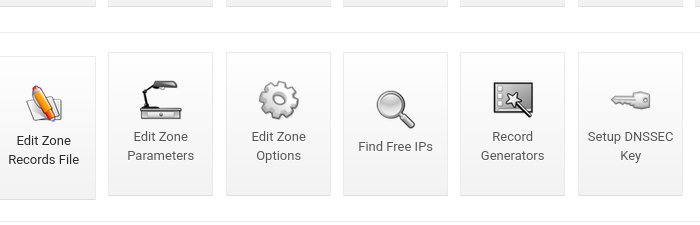 Edit Zone
Records File
Edit Zone
Parameters
Edit Zone
Options
Find Free IPs
Record
Generators
Setup DNSSEC
Key